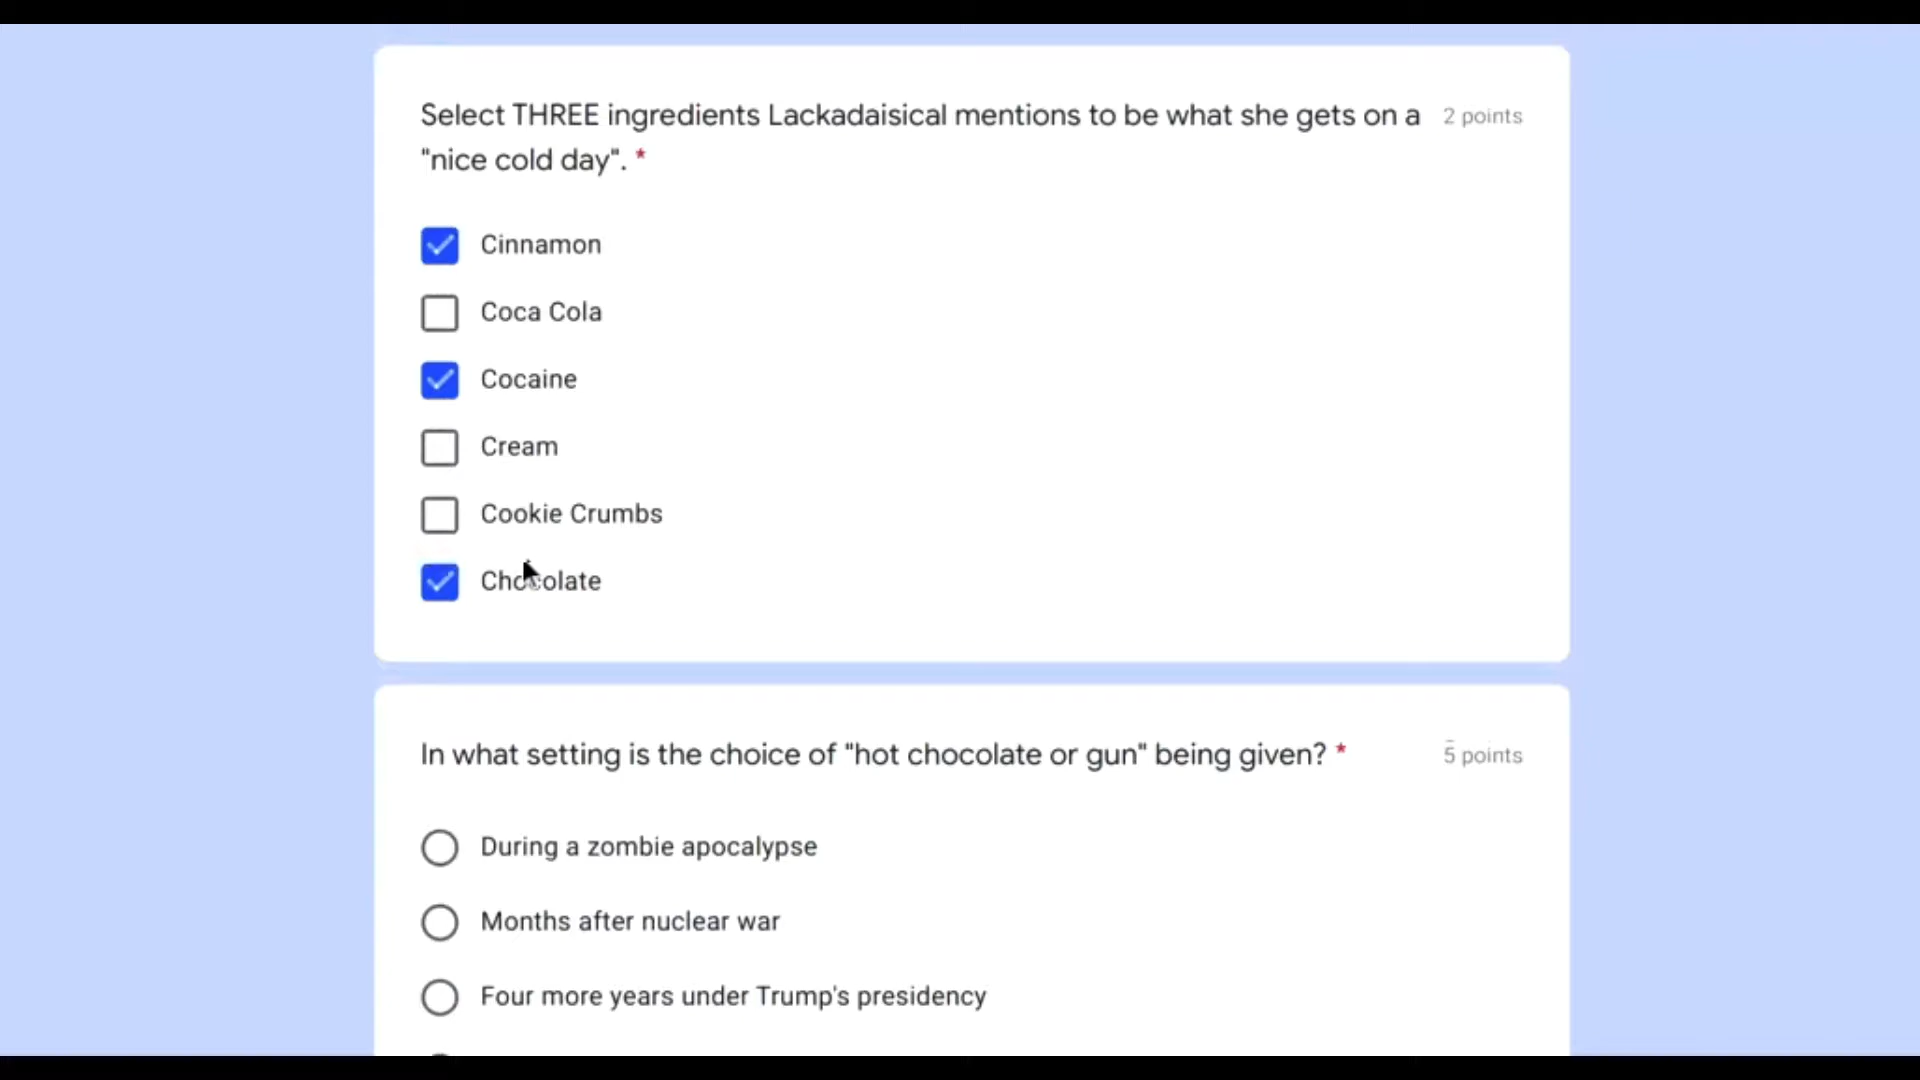 Select THREE ingredients Lackadaisical mentions to be what she gets on a 2 points
"nice cold day". *
Cinnamon
Coca Cola
Cocaine
Cream
Cookie Crumbs
Chocolate
In what setting is the choice of "hot chocolate or gun" being given? * 5 points
During a zombie apocalypse
Months after nuclear war
Four more years under Trump's presidency